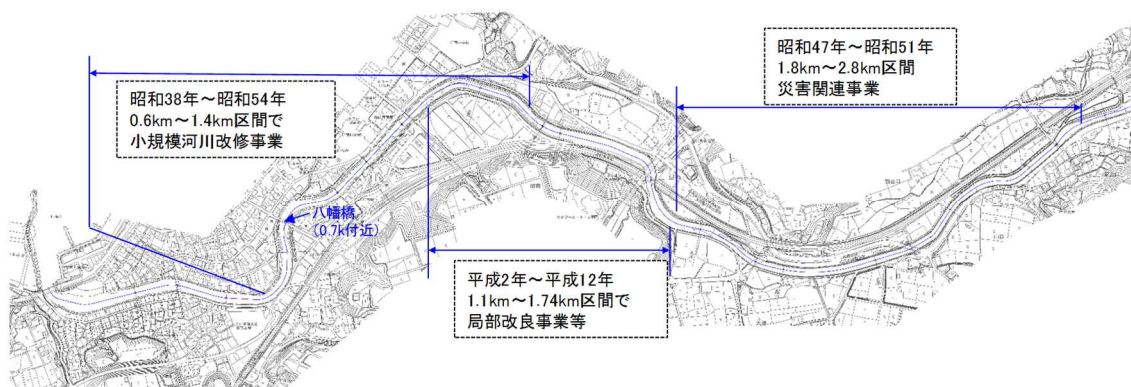 昭和47年～昭和51年
1.8km～2.8km区間
災害関連事業
昭和38年～昭和54年
0.6km～1.4km区間で
小規模河川改修事業
八幡橋
（0.7k付近）
平成2年～平成12年
1.1km～1.74km区間で
局部改良事業等